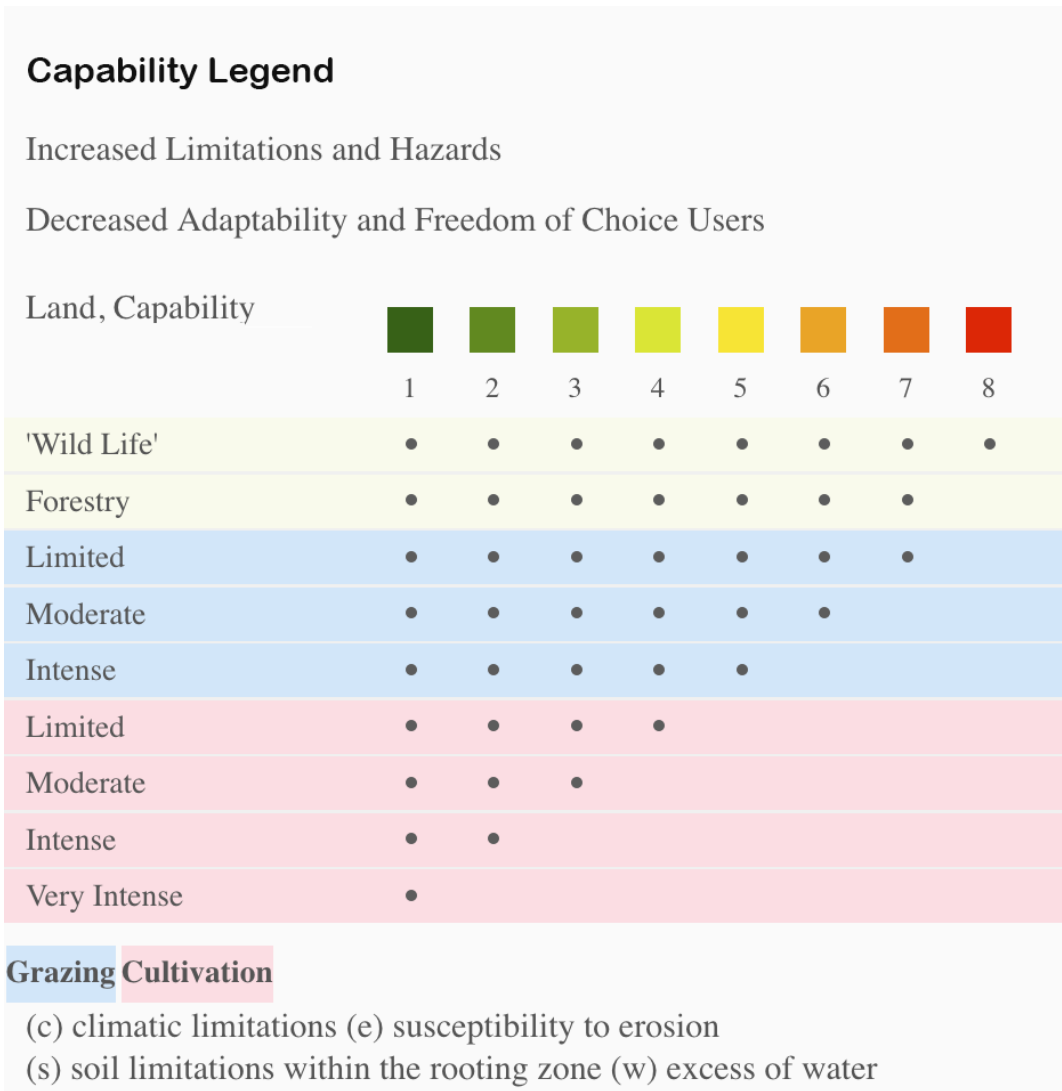 Capability Legend
Increased Limitations and Hazards
Decreased Adaptability and Freedom of Choice Users
Land, Capability
1 2 3 4 5 6 7 8
'Wild Life' • • • • • • • •
Forestry • • • • • • •
Limited • • • • • • •
Moderate • • • • • •
Intense • • • • •
Limited • • • •
Moderate • • •
Intense • •
Very Intense •
Grazing Cultivation
(c) climatic limitations (e) susceptibility to erosion
(s) soil limitations within the rooting zone (w) excess of water